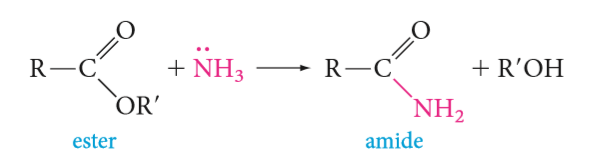 R—C(=O)OR′ + N̈H₃ ⟶ R—C(=O)NH₂ + R′OH
ester amide